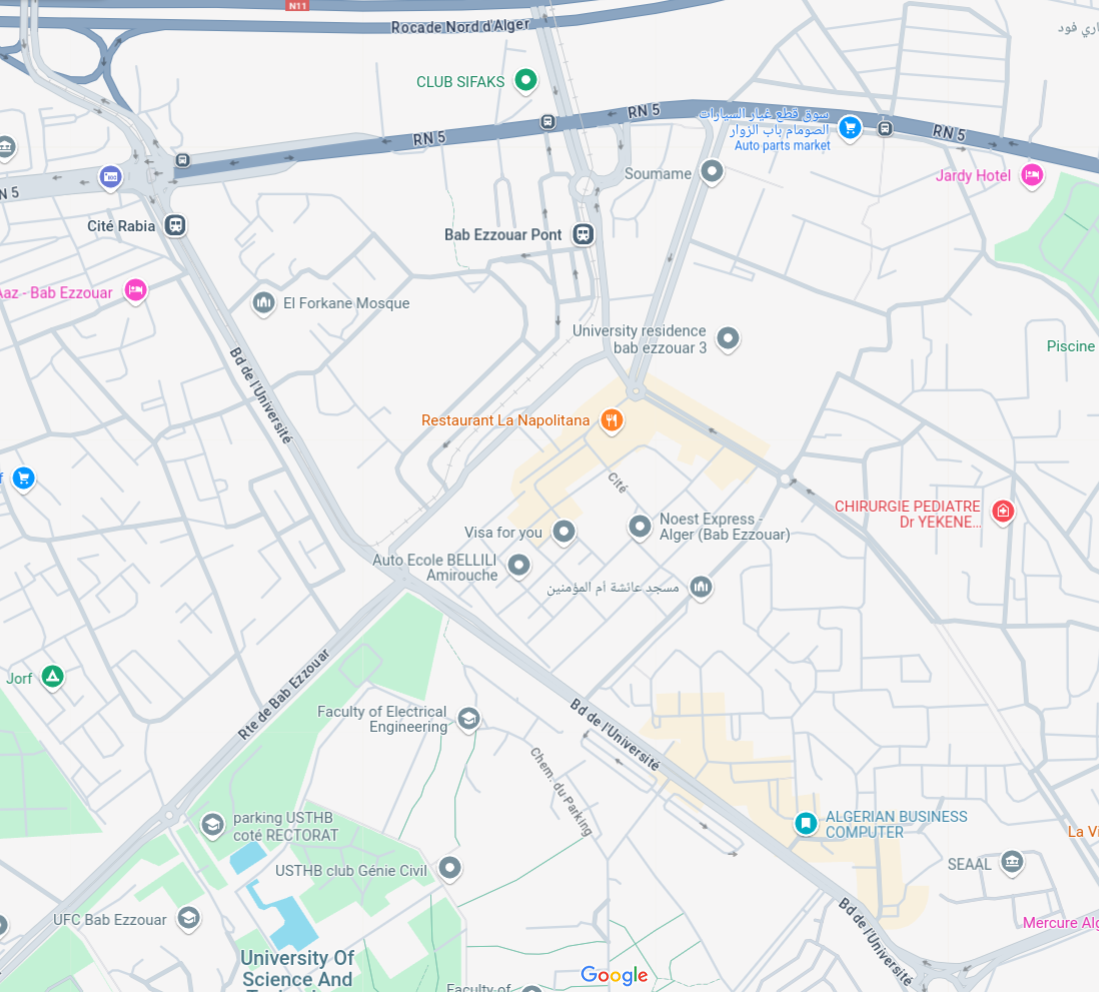 N11
Rocade Nord d'Alger
CLUB SIFAKS
RN 5
RN 5
RN 5
سوق قطع غيار السيارات
الصومام باب الزوار
Auto parts market
Soumame
Jardy Hotel
N 5
Cité Rabia
Bab Ezzouar Pont
Aaz - Bab Ezzouar
El Forkane Mosque
University residence
bab ezzouar 3
Piscine
Bd de l'Université
Restaurant La Napolitana
Cité
CHIRURGIE PEDIATRE
Dr YEKENE...
Visa for you
Noest Express -
Alger (Bab Ezzouar)
Auto Ecole BELLILI
Amirouche
مسجد عائشة أم المؤمنين
Jorf
Rte de Bab Ezzouar
Faculty of Electrical
Engineering
Bd de l'Université
Chem. du Parking
parking USTHB
coté RECTORAT
ALGERIAN BUSINESS
COMPUTER
La Vi
USTHB club Génie Civil
SEAAL
UFC Bab Ezzouar
Mercure Alg
Bd de l'Université
University Of
Science And
Google
Faculty of